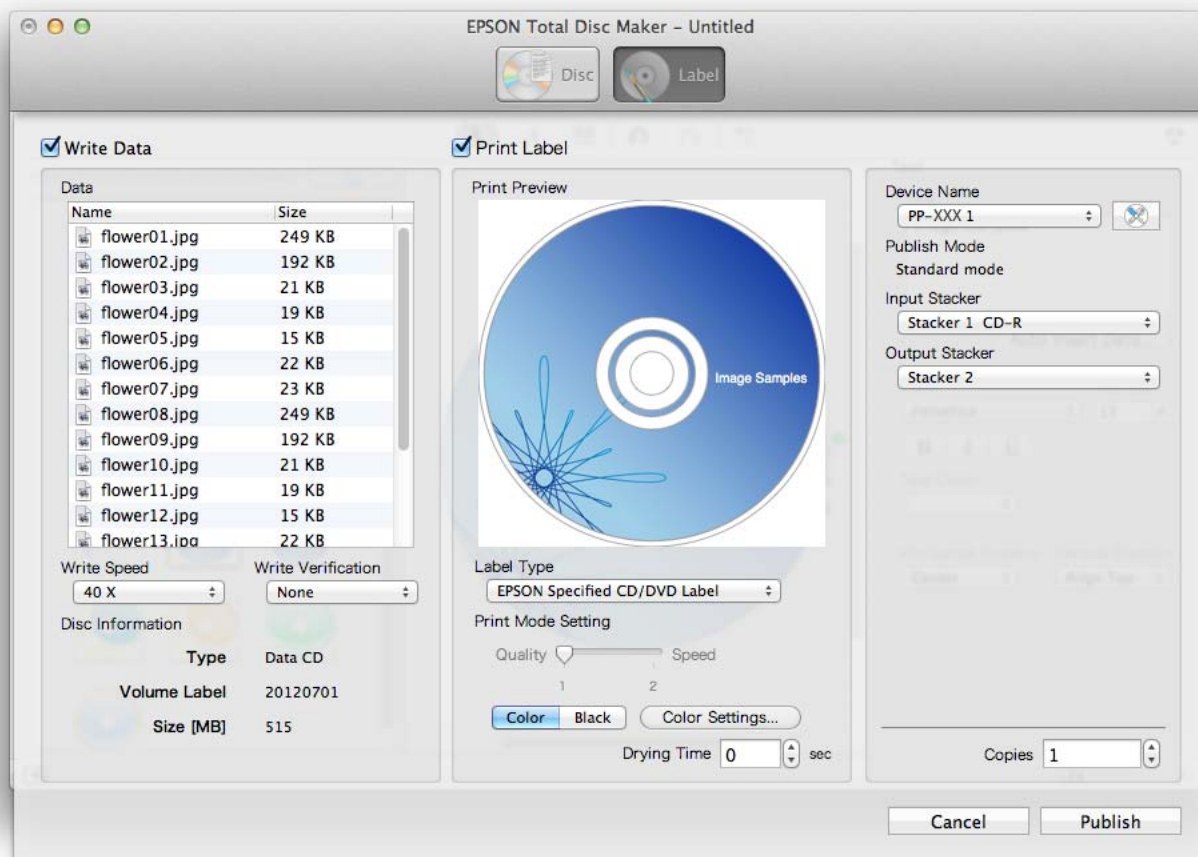 EPSON Total Disc Maker – Untitled
Disc
Label
Write Data
Data
Name Size
flower01.jpg 249 KB
flower02.jpg 192 KB
flower03.jpg 21 KB
flower04.jpg 19 KB
flower05.jpg 15 KB
flower06.jpg 22 KB
flower07.jpg 23 KB
flower08.jpg 249 KB
flower09.jpg 192 KB
flower10.jpg 21 KB
flower11.jpg 19 KB
flower12.jpg 15 KB
flower13.jpg 22 KB
Write Speed Write Verification
40 X None
Disc Information
Type Data CD
Volume Label 20120701
Size [MB] 515
Print Label
Print Preview
Image Samples
Label Type
EPSON Specified CD/DVD Label
Print Mode Setting
Quality Speed
1 2
Color Black Color Settings...
Drying Time 0 sec
Device Name
PP-XXX 1
Publish Mode
Standard mode
Input Stacker
Stacker 1 CD-R
Output Stacker
Stacker 2
Copies 1
Cancel Publish